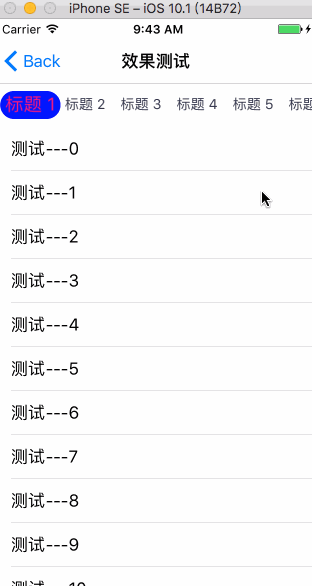 iPhone SE – iOS 10.1 (14B72)
Carrier 9:43 AM
Back 效果测试
标题 1 标题 2 标题 3 标题 4 标题 5 标题
测试---0
测试---1
测试---2
测试---3
测试---4
测试---5
测试---6
测试---7
测试---8
测试---9
测试---10